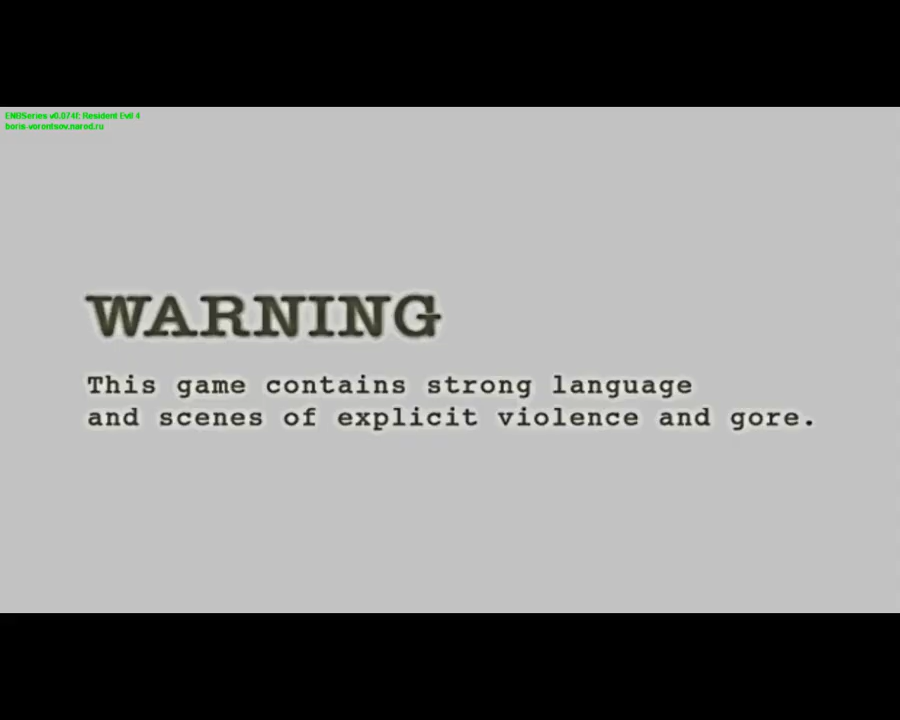 ENBSeries v0.074f: Resident Evil 4
boris-vorontsov.narod.ru
WARNING
This game contains strong language
and scenes of explicit violence and gore.